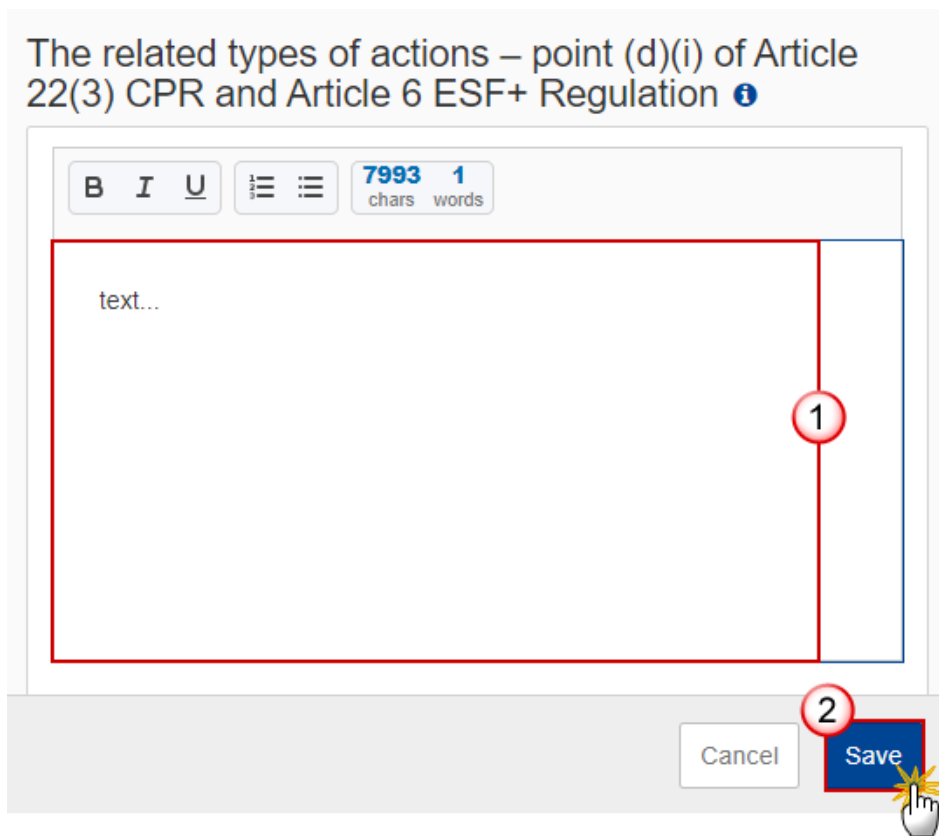 The related types of actions – point (d)(i) of Article
22(3) CPR and Article 6 ESF+ Regulation
B I U 7993 1
chars words
text...
1
2
Cancel Save